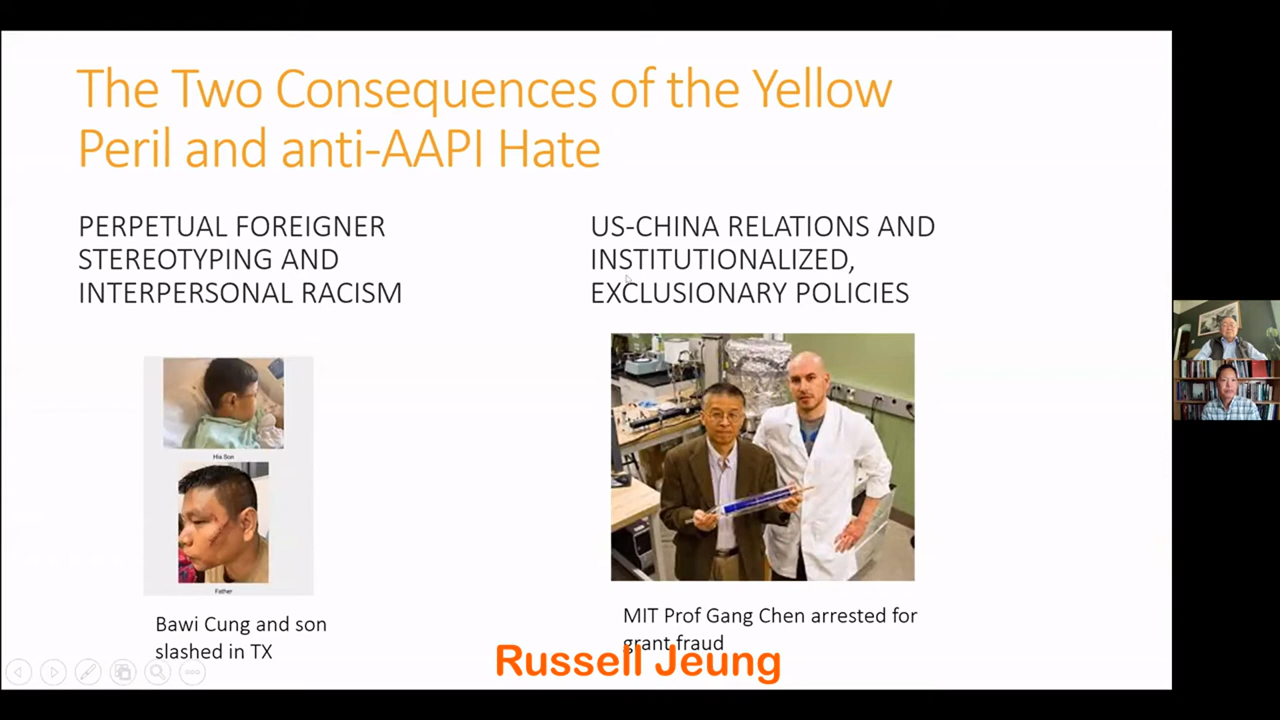 The Two Consequences of the Yellow
Peril and anti-AAPI Hate
PERPETUAL FOREIGNER
STEREOTYPING AND
INTERPERSONAL RACISM
His Son
Father
Bawi Cung and son
slashed in TX
US-CHINA RELATIONS AND
INSTITUTIONALIZED,
EXCLUSIONARY POLICIES
MIT Prof Gang Chen arrested for
grant fraud
Russell Jeung